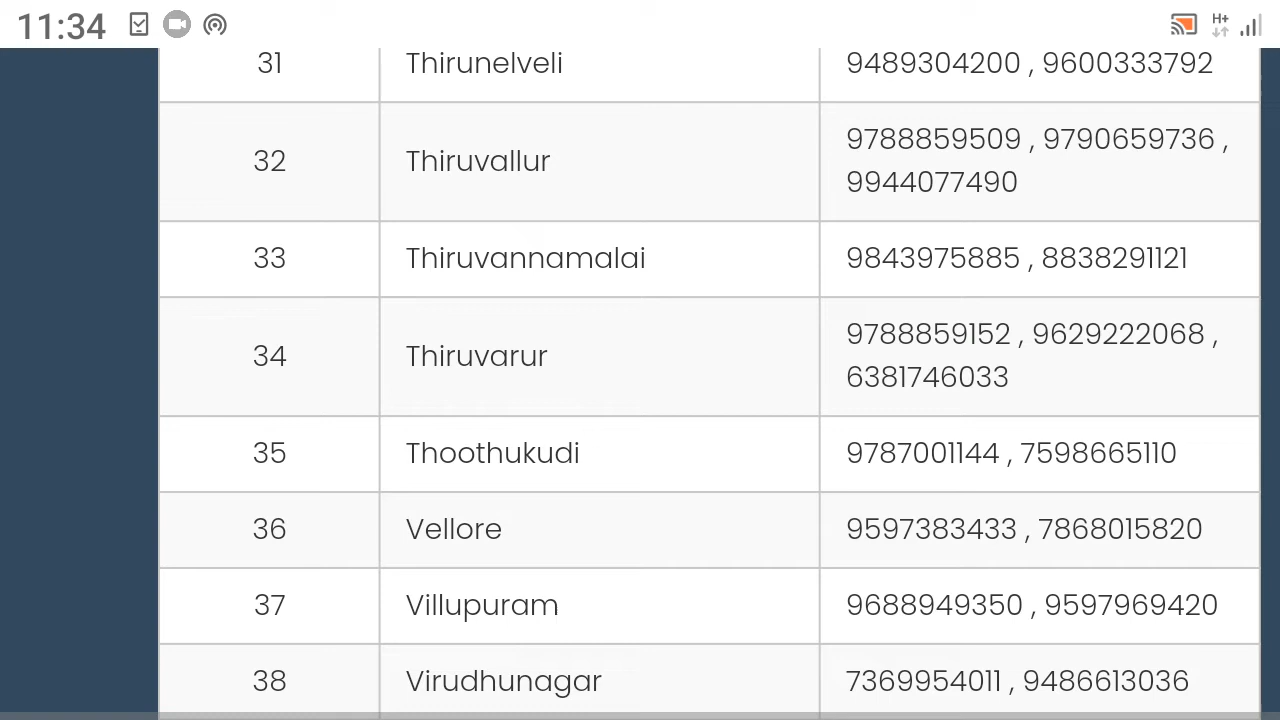 11:34
H+
31 Thirunelveli 9489304200 , 9600333792
32 Thiruvallur 9788859509 , 9790659736 ,
9944077490
33 Thiruvannamalai 9843975885 , 8838291121
34 Thiruvarur 9788859152 , 9629222068 ,
6381746033
35 Thoothukudi 9787001144 , 7598665110
36 Vellore 9597383433 , 7868015820
37 Villupuram 9688949350 , 9597969420
38 Virudhunagar 7369954011 , 9486613036